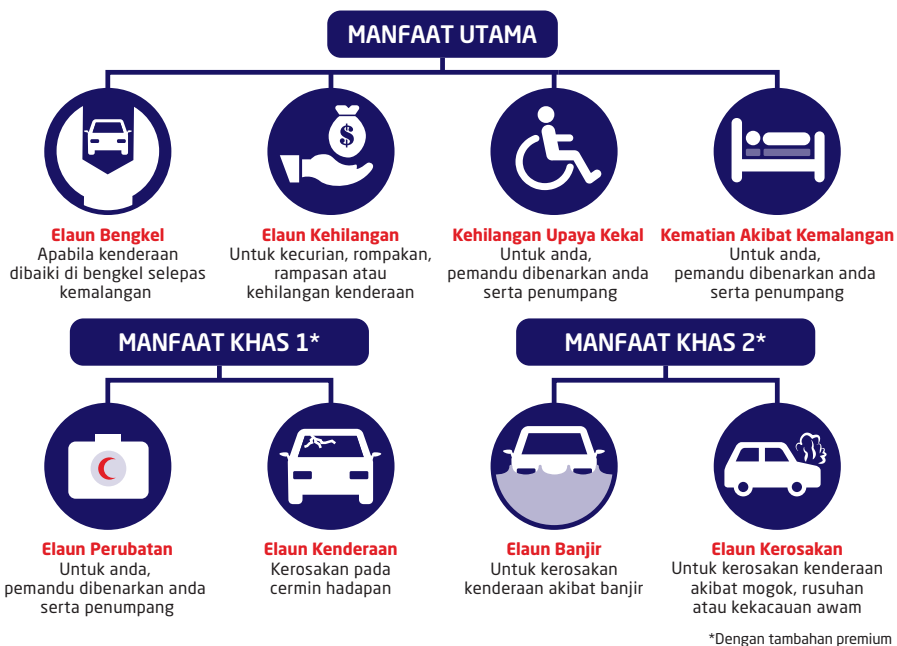 MANFAAT UTAMA
$
Elaun Bengkel
Apabila kenderaan
dibaiki di bengkel selepas
kemalangan
Elaun Kehilangan
Untuk kecurian, rompakan,
rampasan atau
kehilangan kenderaan
Kehilangan Upaya Kekal
Untuk anda,
pemandu dibenarkan anda
serta penumpang
Kematian Akibat Kemalangan
Untuk anda,
pemandu dibenarkan anda
serta penumpang
MANFAAT KHAS 1*
Elaun Perubatan
Untuk anda,
pemandu dibenarkan anda
serta penumpang
Elaun Kenderaan
Kerosakan pada
cermin hadapan
MANFAAT KHAS 2*
Elaun Banjir
Untuk kerosakan
kenderaan akibat banjir
Elaun Kerosakan
Untuk kerosakan kenderaan
akibat mogok, rusuhan
atau kekacauan awam
*Dengan tambahan premium